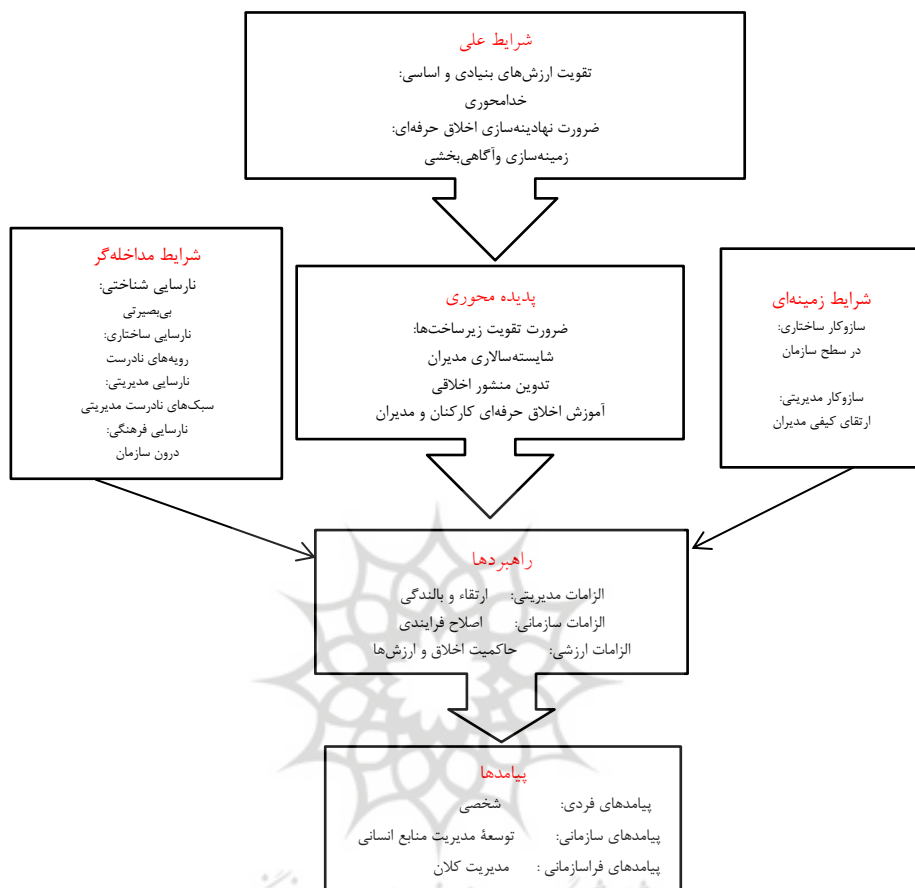 شرایط علی
تقویت ارزش‌های بنیادی و اساسی:
خدامحوری
ضرورت نهادینه‌سازی اخلاق حرفه‌ای:
زمینه‌سازی وآگاهی‌بخشی
شرایط زمینه‌ای
سازوکار ساختاری:
در سطح سازمان
سازوکار مدیریتی:
ارتقای کیفی مدیران
پدیده محوری
ضرورت تقویت زیرساخت‌ها:
شایسته‌سالاری مدیران
تدوین منشور اخلاقی
آموزش اخلاق حرفه‌ای کارکنان و مدیران
شرایط مداخله‌گر
نارسایی شناختی:
بی‌بصیرتی
نارسایی ساختاری:
رویه‌های نادرست
نارسایی مدیریتی:
سبک‌های نادرست مدیریتی
نارسایی فرهنگی:
درون سازمان
راهبردها
الزامات مدیریتی: ارتقاء و بالندگی
الزامات سازمانی: اصلاح فرایندی
الزامات ارزشی: حاکمیت اخلاق و ارزش‌ها
پیامدها
پیامدهای فردی: شخصی
پیامدهای سازمانی: توسعهٔ مدیریت منابع انسانی
پیامدهای فراسازمانی : مدیریت کلان